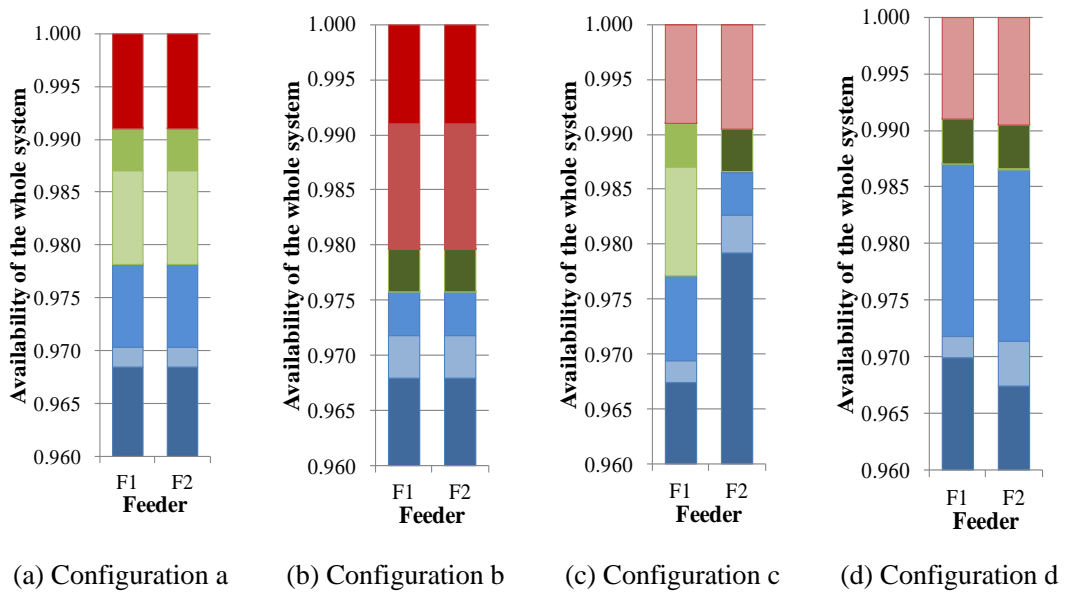 Availability of the whole system
1.000
0.995
0.990
0.985
0.980
0.975
0.970
0.965
0.960
F1 F2
Feeder
(a) Configuration a
Availability of the whole system
1.000
0.995
0.990
0.985
0.980
0.975
0.970
0.965
0.960
F1 F2
Feeder
(b) Configuration b
Availability of the whole system
1.000
0.995
0.990
0.985
0.980
0.975
0.970
0.965
0.960
F1 F2
Feeder
(c) Configuration c
Availability of the whole system
1.000
0.995
0.990
0.985
0.980
0.975
0.970
0.965
0.960
F1 F2
Feeder
(d) Configuration d